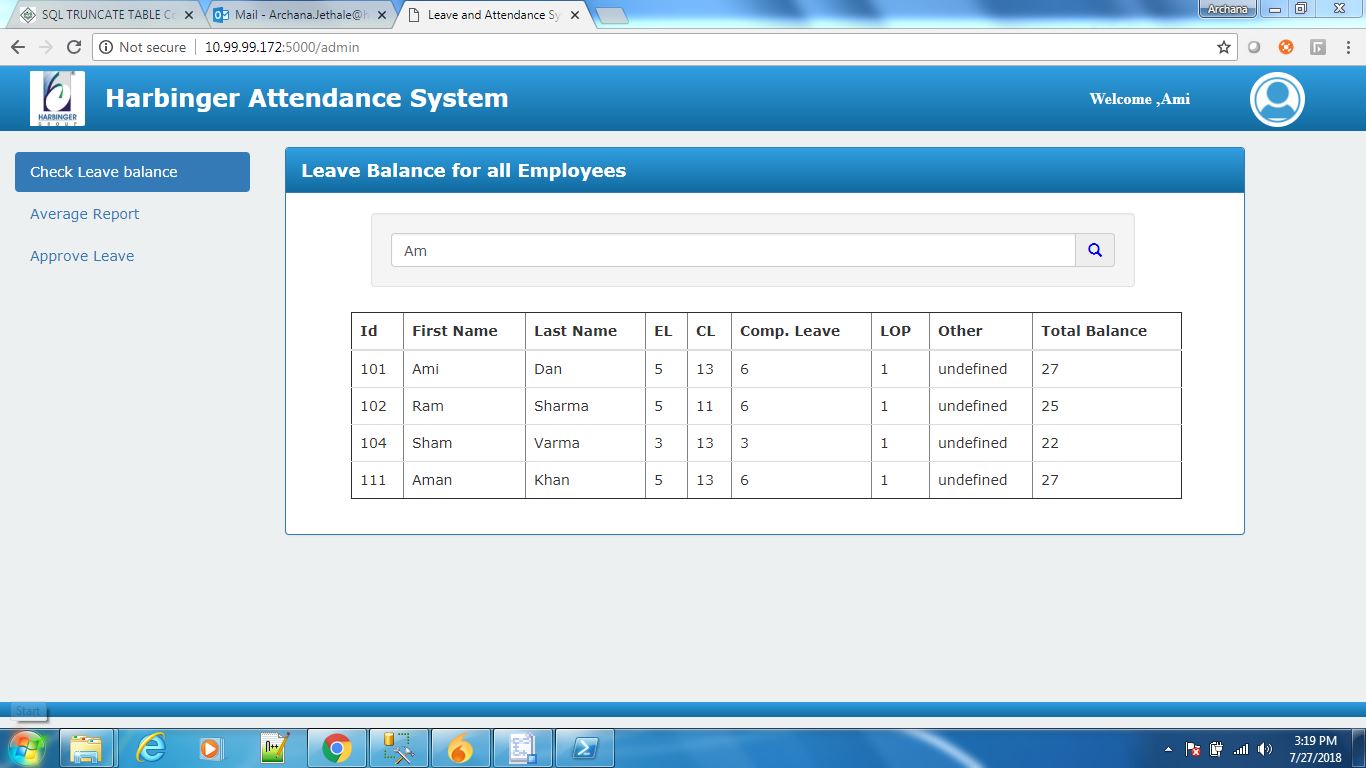 SQL TRUNCATE TABLE Co
Mail - Archana.Jethale@h
Leave and Attendance Sy
Archana
Not secure
10.99.99.172:5000/admin
HARBINGER
GROUP
Harbinger Attendance System
Welcome ,Ami
Check Leave balance
Average Report
Approve Leave
Leave Balance for all Employees
Am
Id First Name Last Name EL CL Comp. Leave LOP Other Total Balance
101 Ami Dan 5 13 6 1 undefined 27
102 Ram Sharma 5 11 6 1 undefined 25
104 Sham Varma 3 13 3 1 undefined 22
111 Aman Khan 5 13 6 1 undefined 27
Start
3:19 PM
7/27/2018